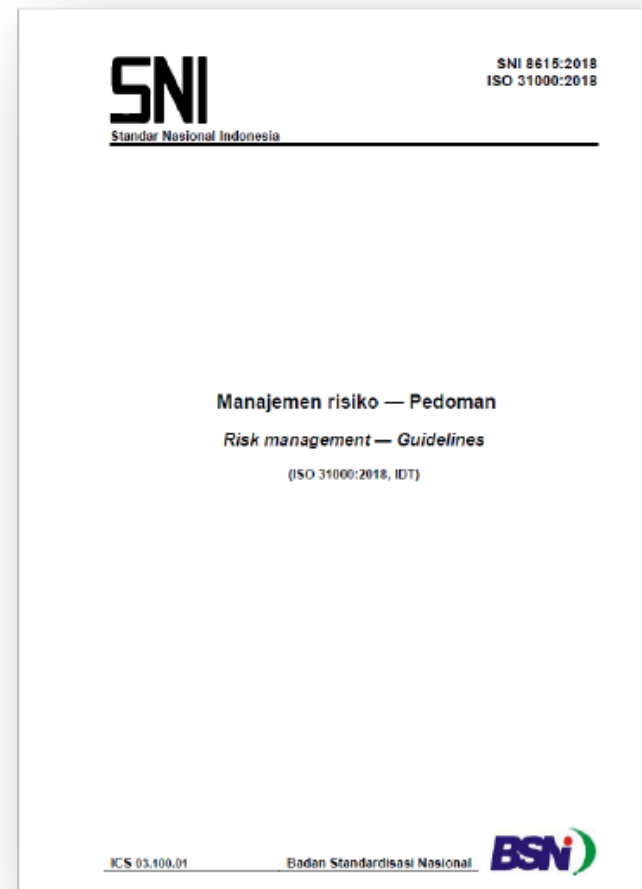 SNI
Standar Nasional Indonesia
SNI 8615:2018
ISO 31000:2018
Manajemen risiko — Pedoman
Risk management — Guidelines
(ISO 31000:2018, IDT)
ICS 03.100.01
Badan Standardisasi Nasional
BSNi